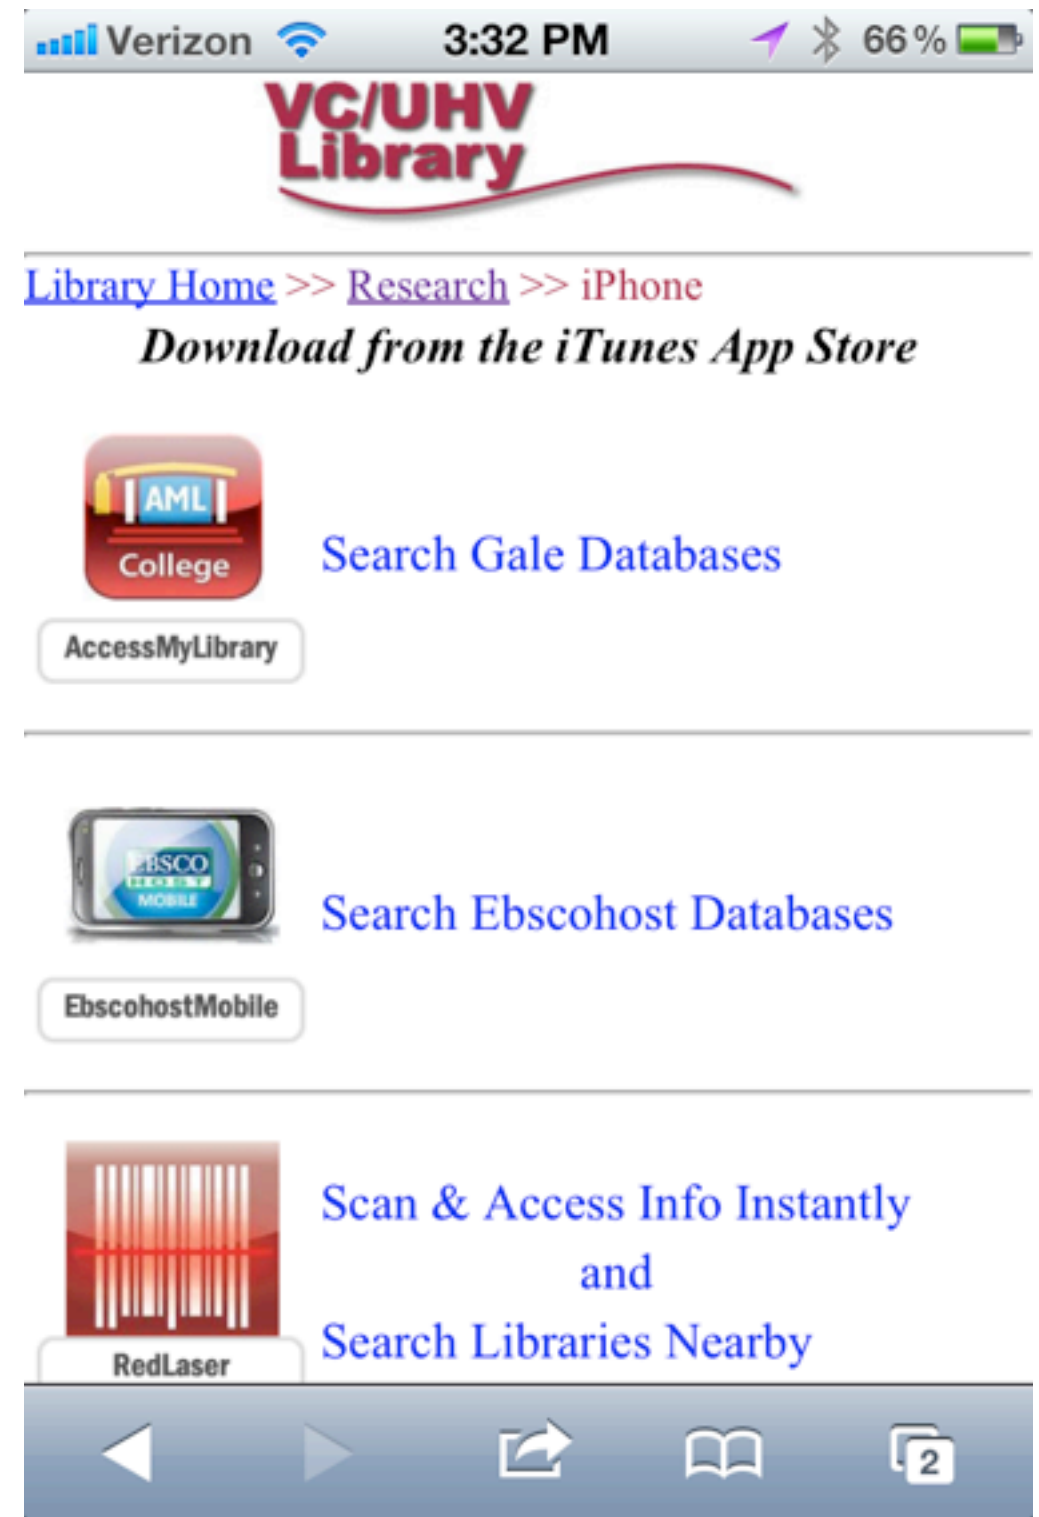 Verizon 3:32 PM 66%
VC/UHV
Library
Library Home >> Research >> iPhone
Download from the iTunes App Store
AML
College
Search Gale Databases
AccessMyLibrary
EBSCO
HOST
MOBILE
Search Ebscohost Databases
EbscohostMobile
Scan & Access Info Instantly
and
Search Libraries Nearby
RedLaser
2